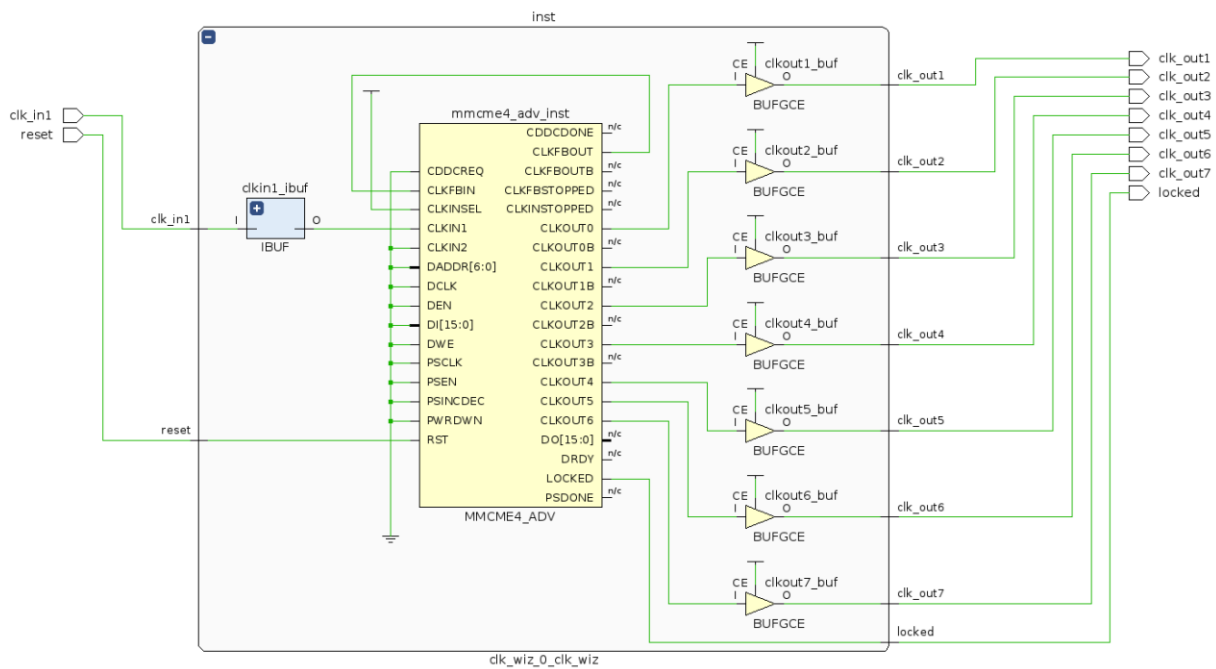 inst
clk_in1
reset
clk_in1
reset
clkin1_ibuf
I
O
IBUF
mmcme4_adv_inst
CDDCREQ
CLKFBIN
CLKINSEL
CLKIN1
CLKIN2
DADDR[6:0]
DCLK
DEN
DI[15:0]
DWE
PSCLK
PSEN
PSINCDEC
PWRDWN
RST
CDDCDONE n/c
CLKFBOUT
CLKFBOUTB n/c
CLKFBSTOPPED n/c
CLKINSTOPPED n/c
CLKOUT0
CLKOUT0B n/c
CLKOUT1
CLKOUT1B n/c
CLKOUT2
CLKOUT2B n/c
CLKOUT3
CLKOUT3B n/c
CLKOUT4
CLKOUT5
CLKOUT6
DO[15:0] n/c
DRDY n/c
LOCKED
PSDONE n/c
MMCME4_ADV
CE clkout1_buf
I O
BUFGCE
CE clkout2_buf
I O
BUFGCE
CE clkout3_buf
I O
BUFGCE
CE clkout4_buf
I O
BUFGCE
CE clkout5_buf
I O
BUFGCE
CE clkout6_buf
I O
BUFGCE
CE clkout7_buf
I O
BUFGCE
clk_out1
clk_out2
clk_out3
clk_out4
clk_out5
clk_out6
clk_out7
locked
clk_out1
clk_out2
clk_out3
clk_out4
clk_out5
clk_out6
clk_out7
locked
clk_wiz_0_clk_wiz